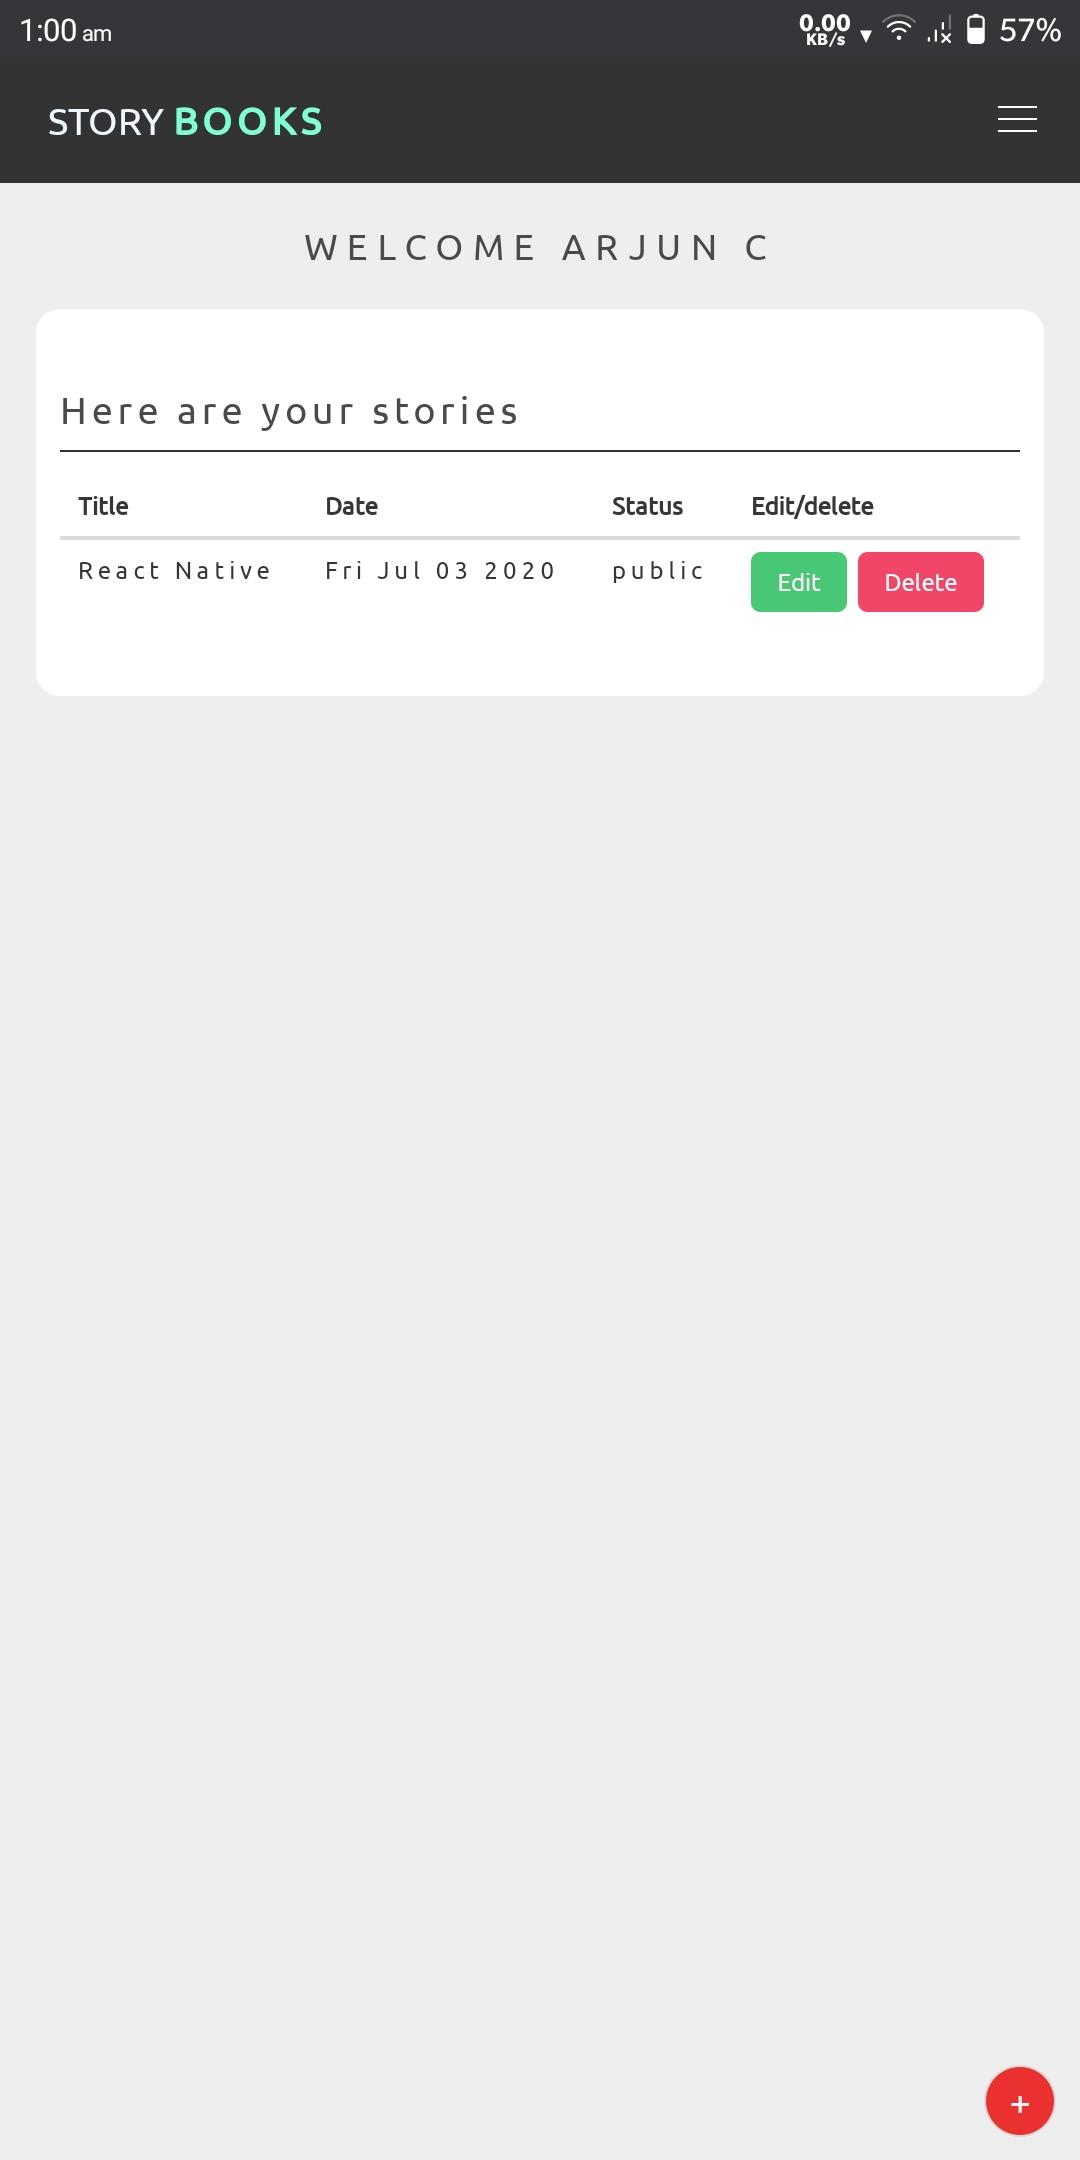 1:00 am 0.00 KB/s 57%
STORY BOOKS
WELCOME ARJUN C
Here are your stories
Title Date Status Edit/delete
React Native Fri Jul 03 2020 public Edit Delete
+